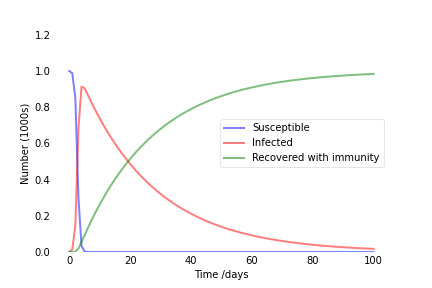 1.2
1.0
0.8
0.6
0.4
0.2
0.0
Number (1000s)
Susceptible
Infected
Recovered with immunity
0 20 40 60 80 100
Time /days